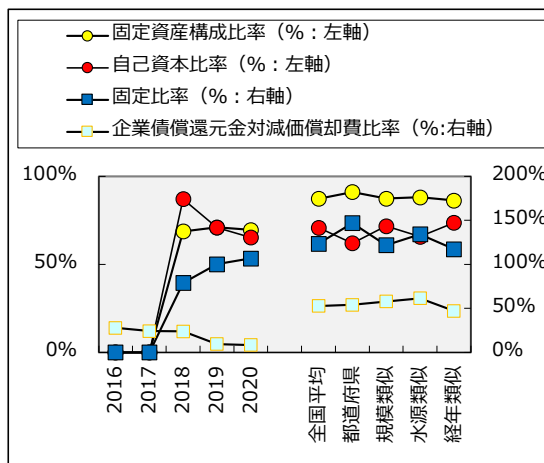 固定資産構成比率（%：左軸）
自己資本比率（%：左軸）
固定比率（%：右軸）
企業債償還元金対減価償却費比率（%:右軸）
100%
50%
0%
200%
150%
100%
50%
0%
2016
2017
2018
2019
2020
全国平均
都道府県
規模類似
水源類似
経年類似